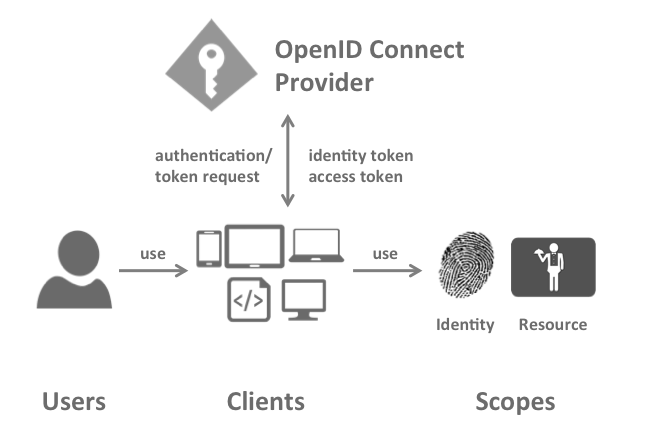 OpenID Connect
Provider
authentication/
token request
identity token
access token
use
use
</>
Identity
Resource
Users
Clients
Scopes